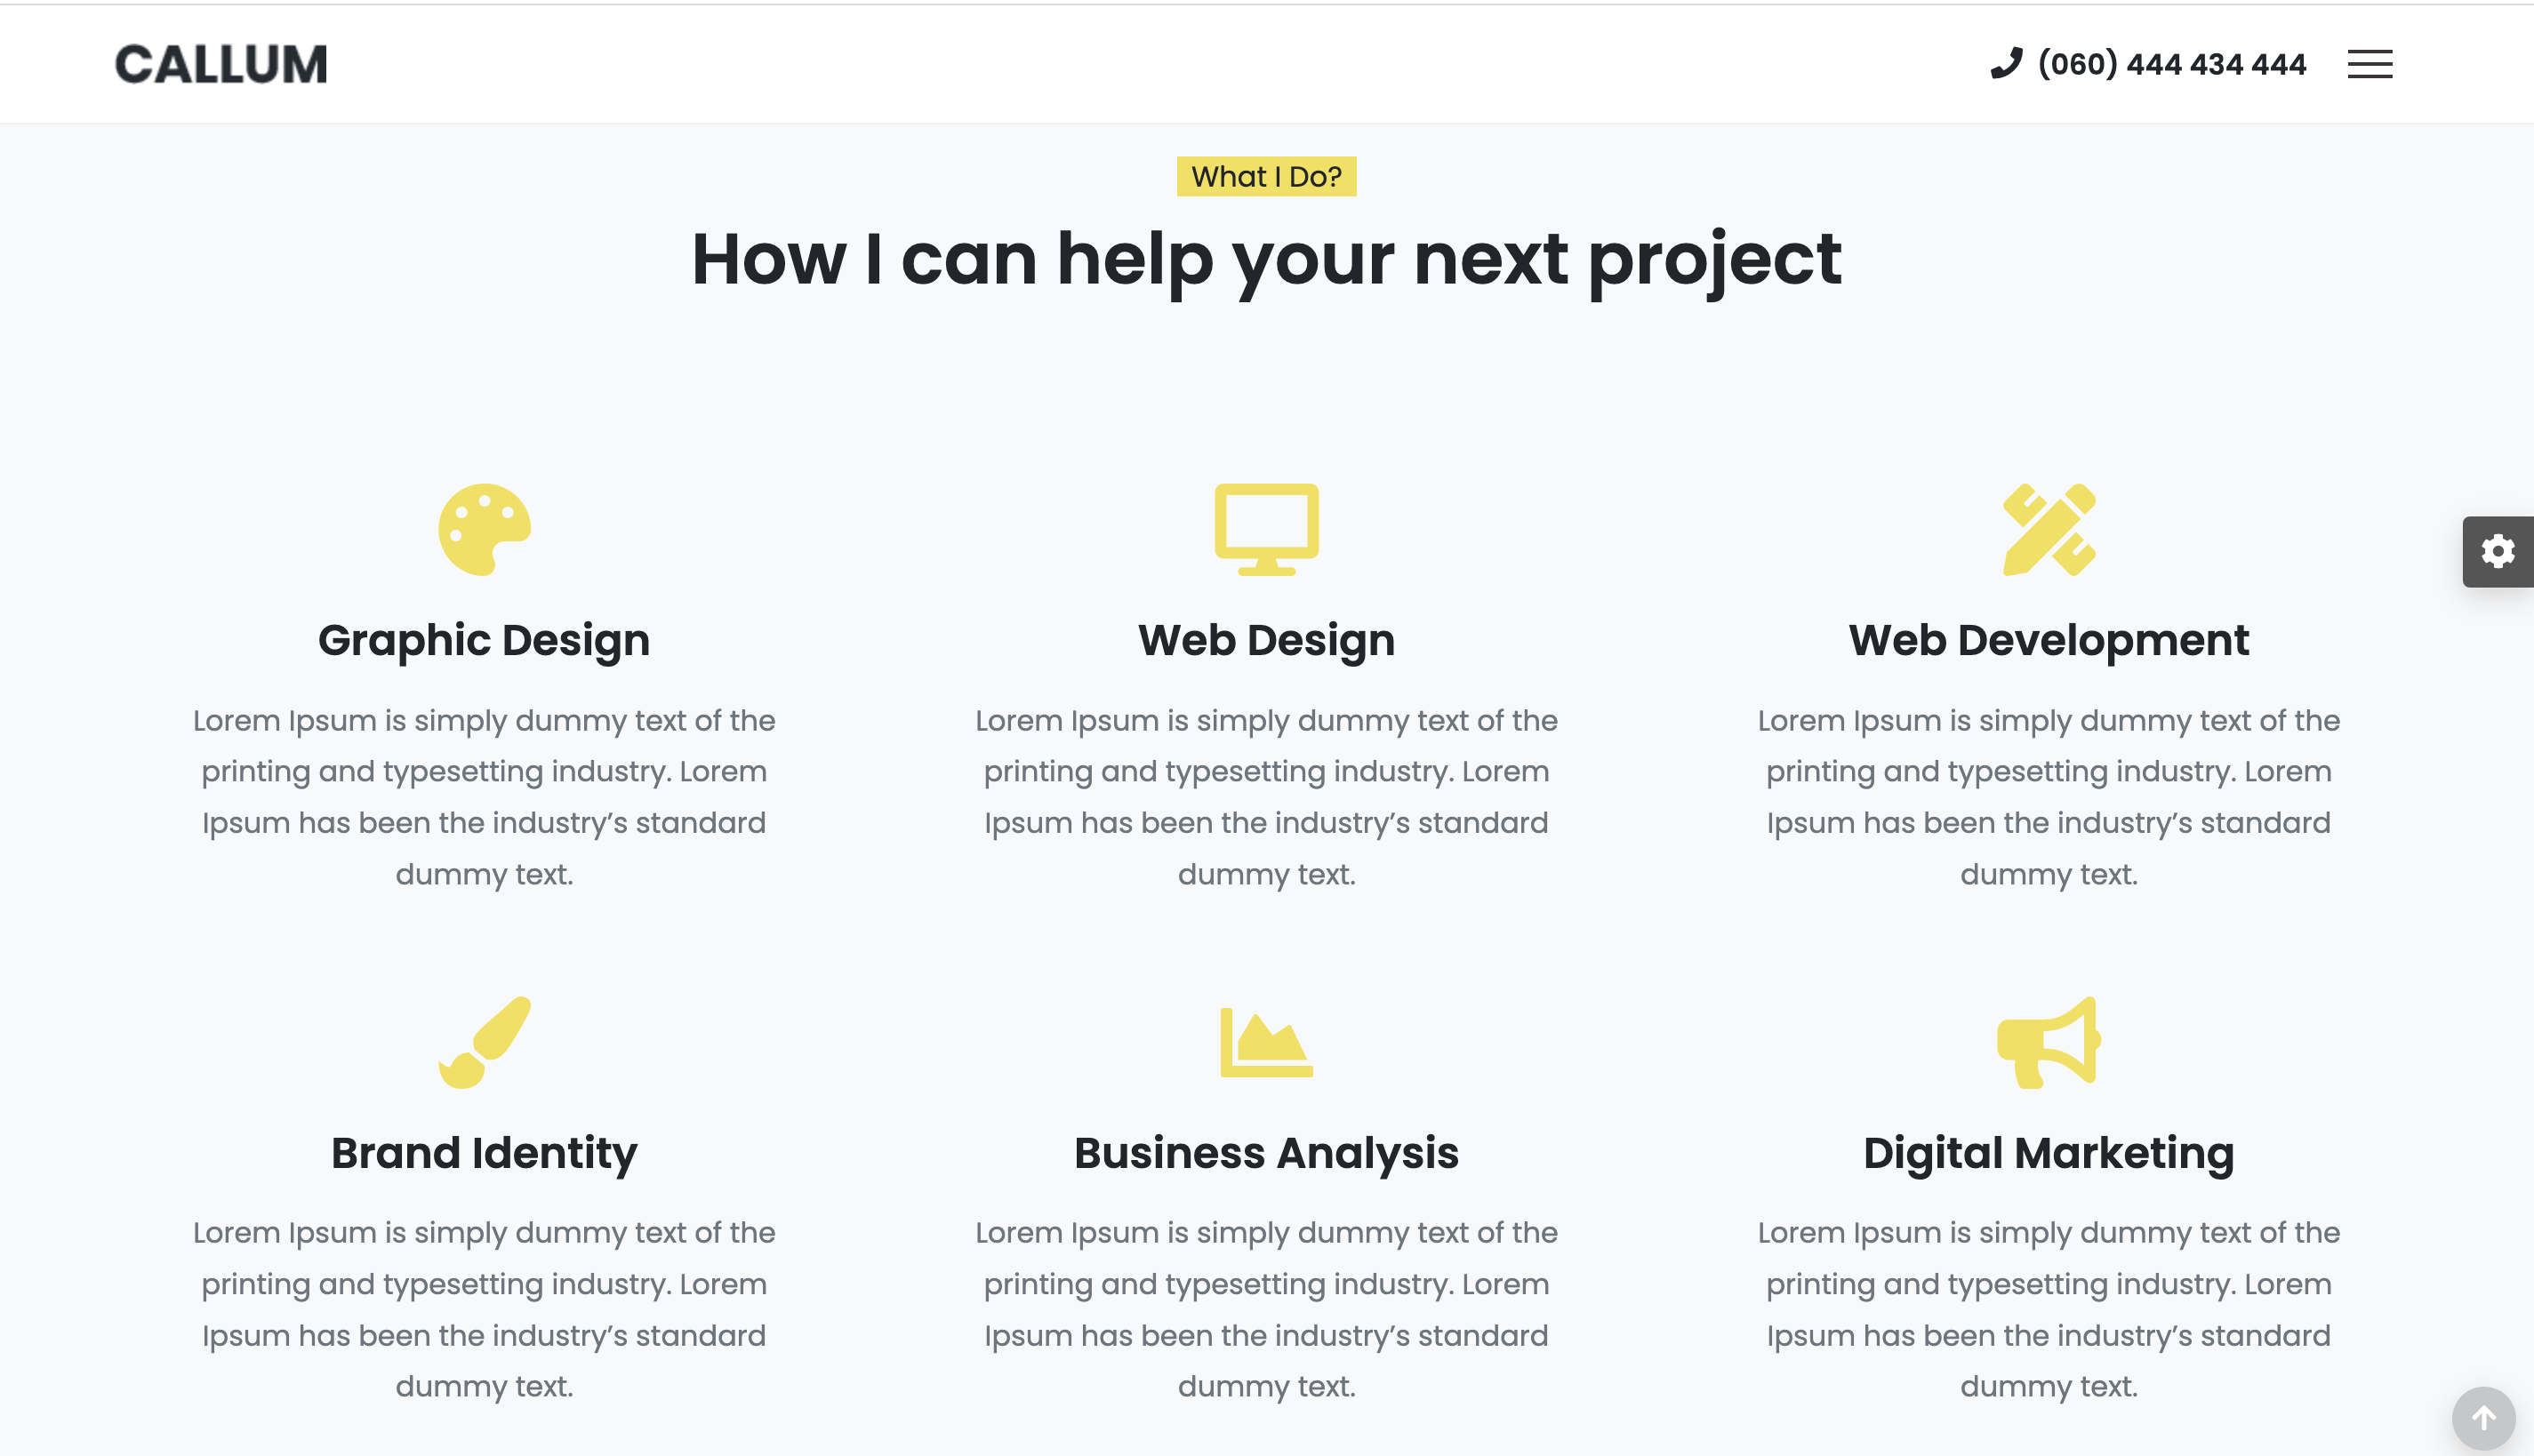 CALLUM
(060) 444 434 444
What I Do?
How I can help your next project
Graphic Design
Lorem Ipsum is simply dummy text of the
printing and typesetting industry. Lorem
Ipsum has been the industry’s standard
dummy text.
Web Design
Lorem Ipsum is simply dummy text of the
printing and typesetting industry. Lorem
Ipsum has been the industry’s standard
dummy text.
Web Development
Lorem Ipsum is simply dummy text of the
printing and typesetting industry. Lorem
Ipsum has been the industry’s standard
dummy text.
Brand Identity
Lorem Ipsum is simply dummy text of the
printing and typesetting industry. Lorem
Ipsum has been the industry’s standard
dummy text.
Business Analysis
Lorem Ipsum is simply dummy text of the
printing and typesetting industry. Lorem
Ipsum has been the industry’s standard
dummy text.
Digital Marketing
Lorem Ipsum is simply dummy text of the
printing and typesetting industry. Lorem
Ipsum has been the industry’s standard
dummy text.